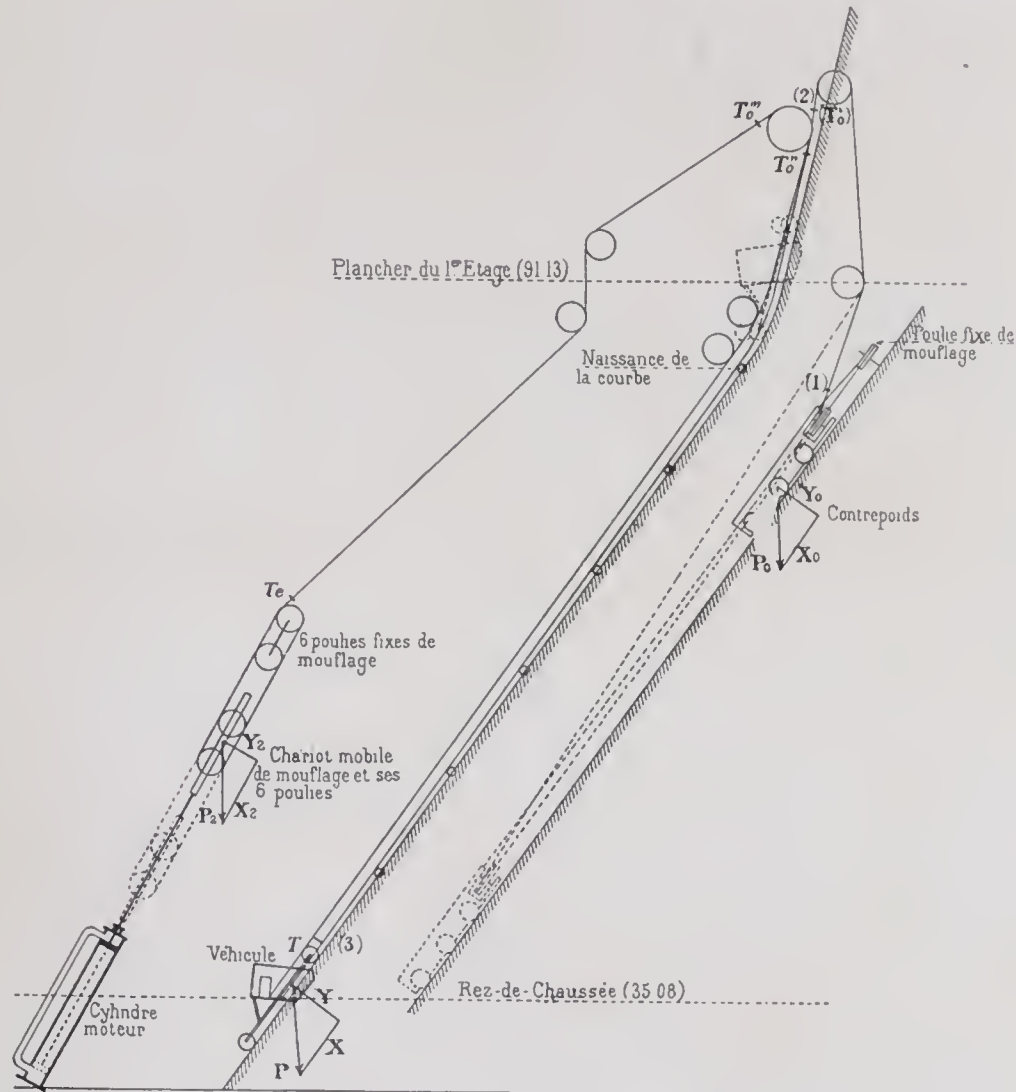 T₀‴
(2)
(T₀′)
T₀″
Plancher du 1er Etage (91 13)
Poulie fixe de
mouflage
Naissance de
la courbe
(1)
Y₀
Contrepoids
P₀
X₀
Te
6 poulies fixes de
mouflage
Y₂
Chariot mobile
de mouflage et ses
6 poulies
P₂
X₂
T
(3)
Véhicule
Rez-de-Chaussée (35 08)
Y
Cylindre
moteur
X
P